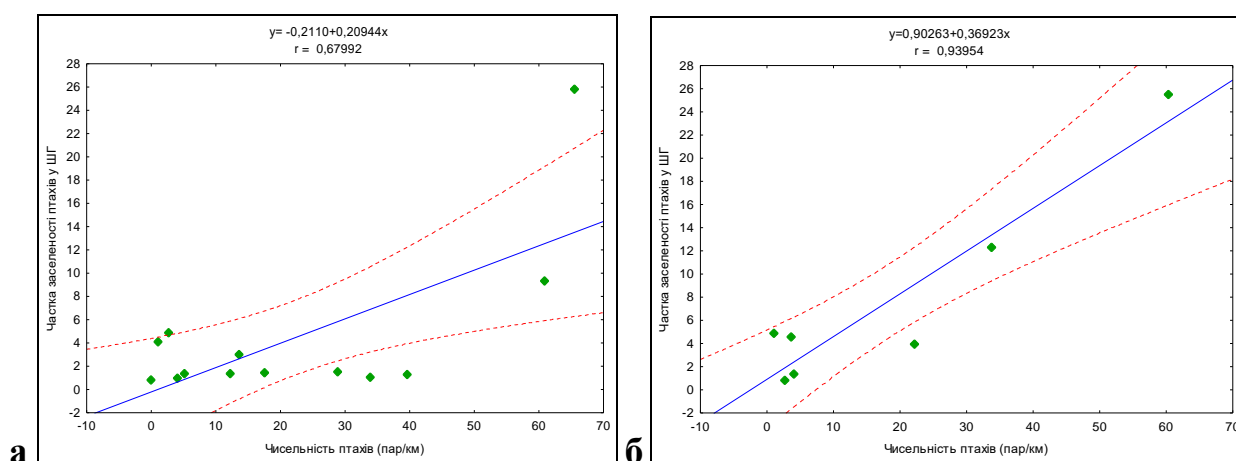 y= -0,2110+0,20944x
r = 0,67992
28
26
24
22
20
18
16
14
12
10
8
6
4
2
0
-2
-10 0 10 20 30 40 50 60 70
Частка заселеності птахів у ШГ
Чисельність птахів (пар/км)
а
y=0,90263+0,36923x
r = 0,93954
28
26
24
22
20
18
16
14
12
10
8
6
4
2
0
-2
-10 0 10 20 30 40 50 60 70
Частка заселеності птахів у ШГ
Чисельність птахів (пар/км)
б